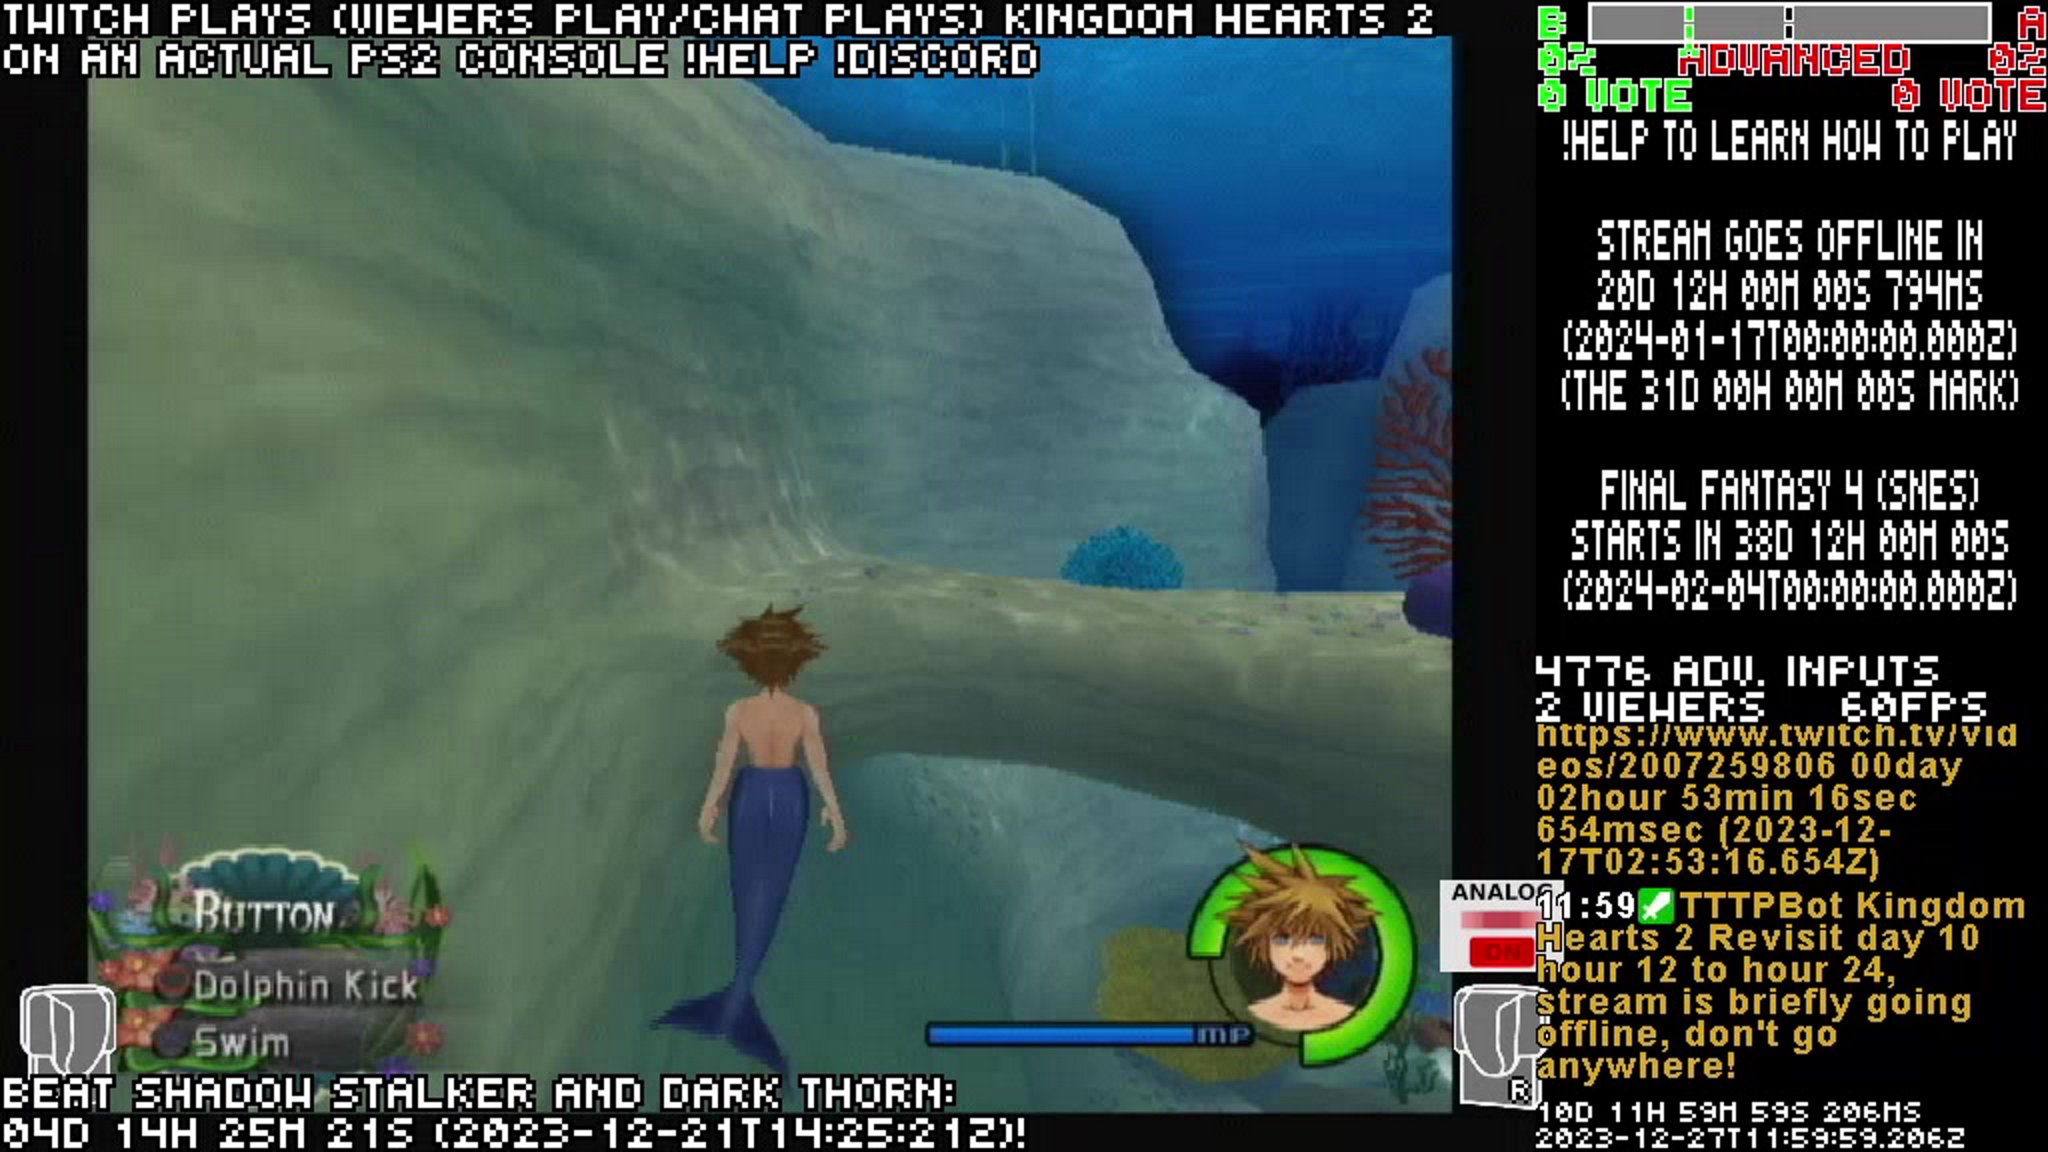 TWITCH PLAYS (VIEWERS PLAY/CHAT PLAYS) KINGDOM HEARTS 2
ON AN ACTUAL PS2 CONSOLE !HELP !DISCORD
B A
0% ADVANCED 0%
0 VOTE 0 VOTE
!HELP TO LEARN HOW TO PLAY
STREAM GOES OFFLINE IN
20D 12H 00M 00S 794MS
(2024-01-17T00:00:00.000Z)
(THE 31D 00H 00M 00S MARK)
FINAL FANTASY 4 (SNES)
STARTS IN 38D 12H 00M 00S
(2024-02-04T00:00:00.000Z)
4776 ADV. INPUTS
2 VIEWERS 60FPS
https://www.twitch.tv/vid
eos/2007259806 00day
02hour 53min 16sec
654msec (2023-12-
17T02:53:16.654Z)
11:59 TTTPBot Kingdom
Hearts 2 Revisit day 10
hour 12 to hour 24,
stream is briefly going
offline, don't go
anywhere!
10D 11H 59M 59S 206MS
2023-12-27T11:59:59.206Z
BUTTON
Dolphin Kick
Swim
MP
ANALOG
ON
R
BEAT SHADOW STALKER AND DARK THORN:
04D 14H 25M 21S (2023-12-21T14:25:21Z)!